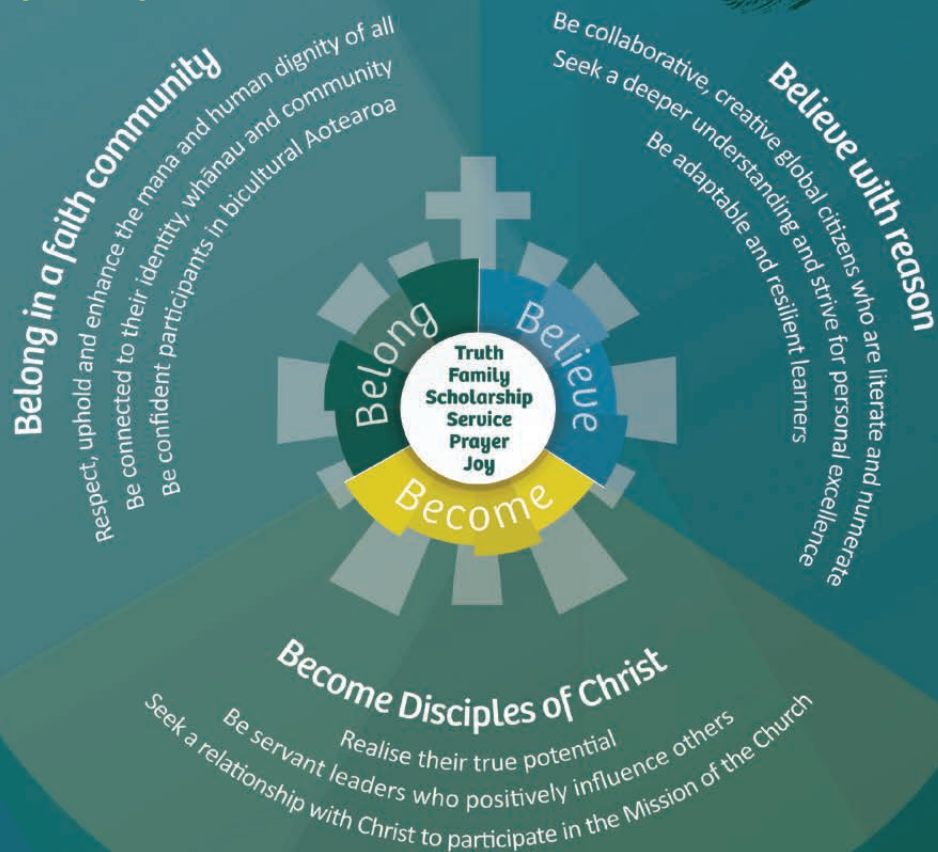 Belong in a faith community
Respect, uphold and enhance the mana and human dignity of all
Be connected to their identity, whānau and community
Be confident participants in bicultural Aotearoa
Believe with reason
Be collaborative, creative global citizens who are literate and numerate
Seek a deeper understanding and strive for personal excellence
Be adaptable and resilient learners
Belong
Believe
Become
Truth
Family
Scholarship
Service
Prayer
Joy
Become Disciples of Christ
Realise their true potential
Be servant leaders who positively influence others
Seek a relationship with Christ to participate in the Mission of the Church